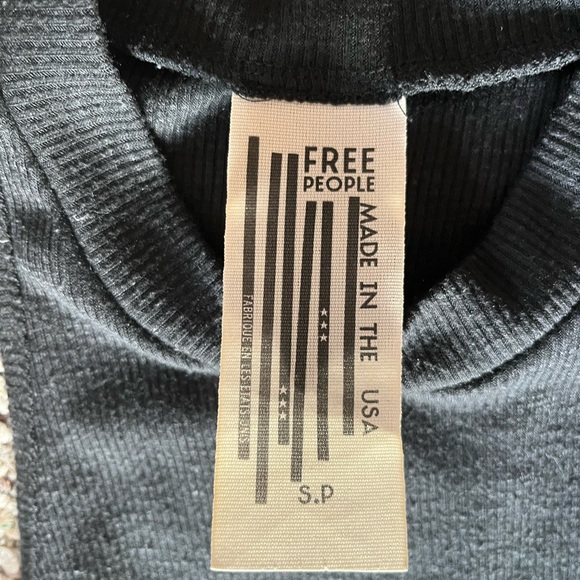 FREE
PEOPLE
MADE IN THE USA
FABRIQUÉ EN LES ÉTATS UNIS
S.P